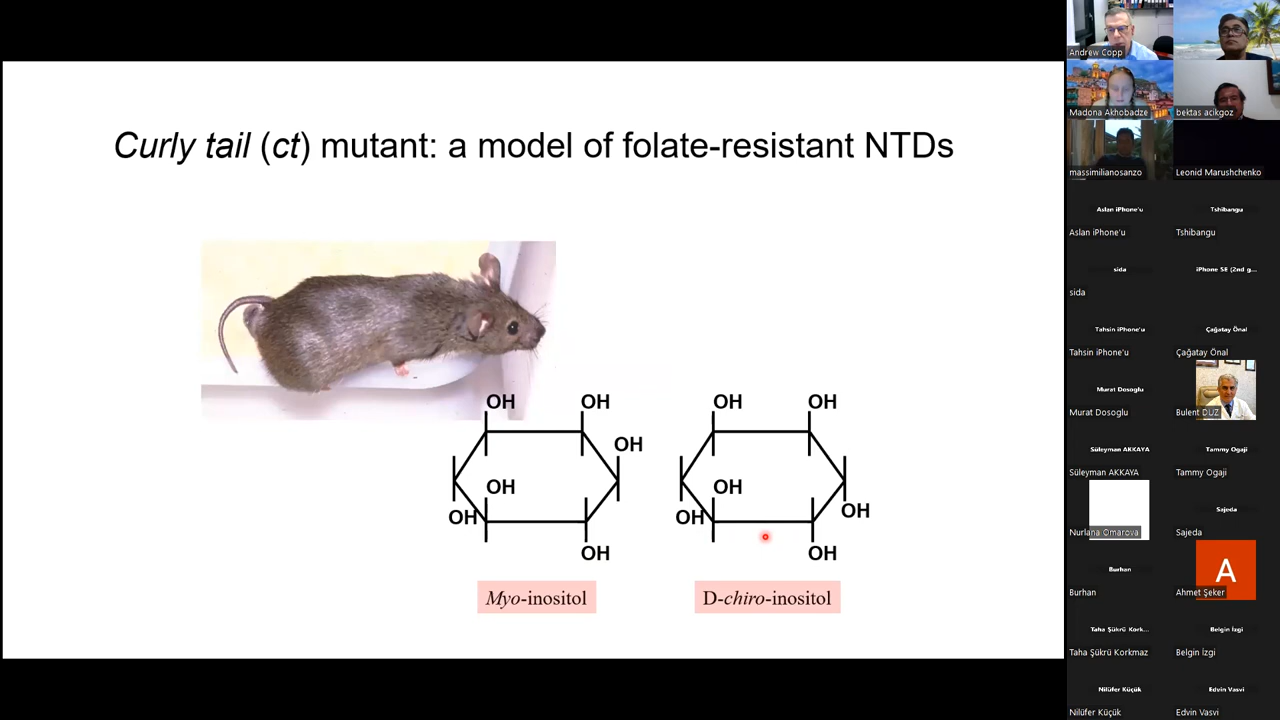 Curly tail (ct) mutant: a model of folate-resistant NTDs
OH OH
OH
OH
OH
OH
OH OH
OH
OH
OH
OH
Myo-inositol
D-chiro-inositol
Andrew Copp
Madona Akhobadze
bektas acikgoz
massimilianosanzo
Leonid Marushchenko
Aslan iPhone'u
Tshibangu
Aslan iPhone'u
Tshibangu
sida
iPhone SE (2nd g...
sida
Tahsin iPhone'u
Çağatay Önal
Tahsin iPhone'u
Çağatay Önal
Murat Dosoglu
Murat Dosoglu
Bulent DUZ
Süleyman AKKAYA
Tammy Ogaji
Süleyman AKKAYA
Tammy Ogaji
Sajeda
Nurlana Omarova
Sajeda
Burhan
A
Burhan
Ahmet Şeker
Taha Şükrü Kork...
Belgin İzgi
Taha Şükrü Korkmaz
Belgin İzgi
Nilüfer Küçük
Edvin Vasvi
Nilüfer Küçük
Edvin Vasvi